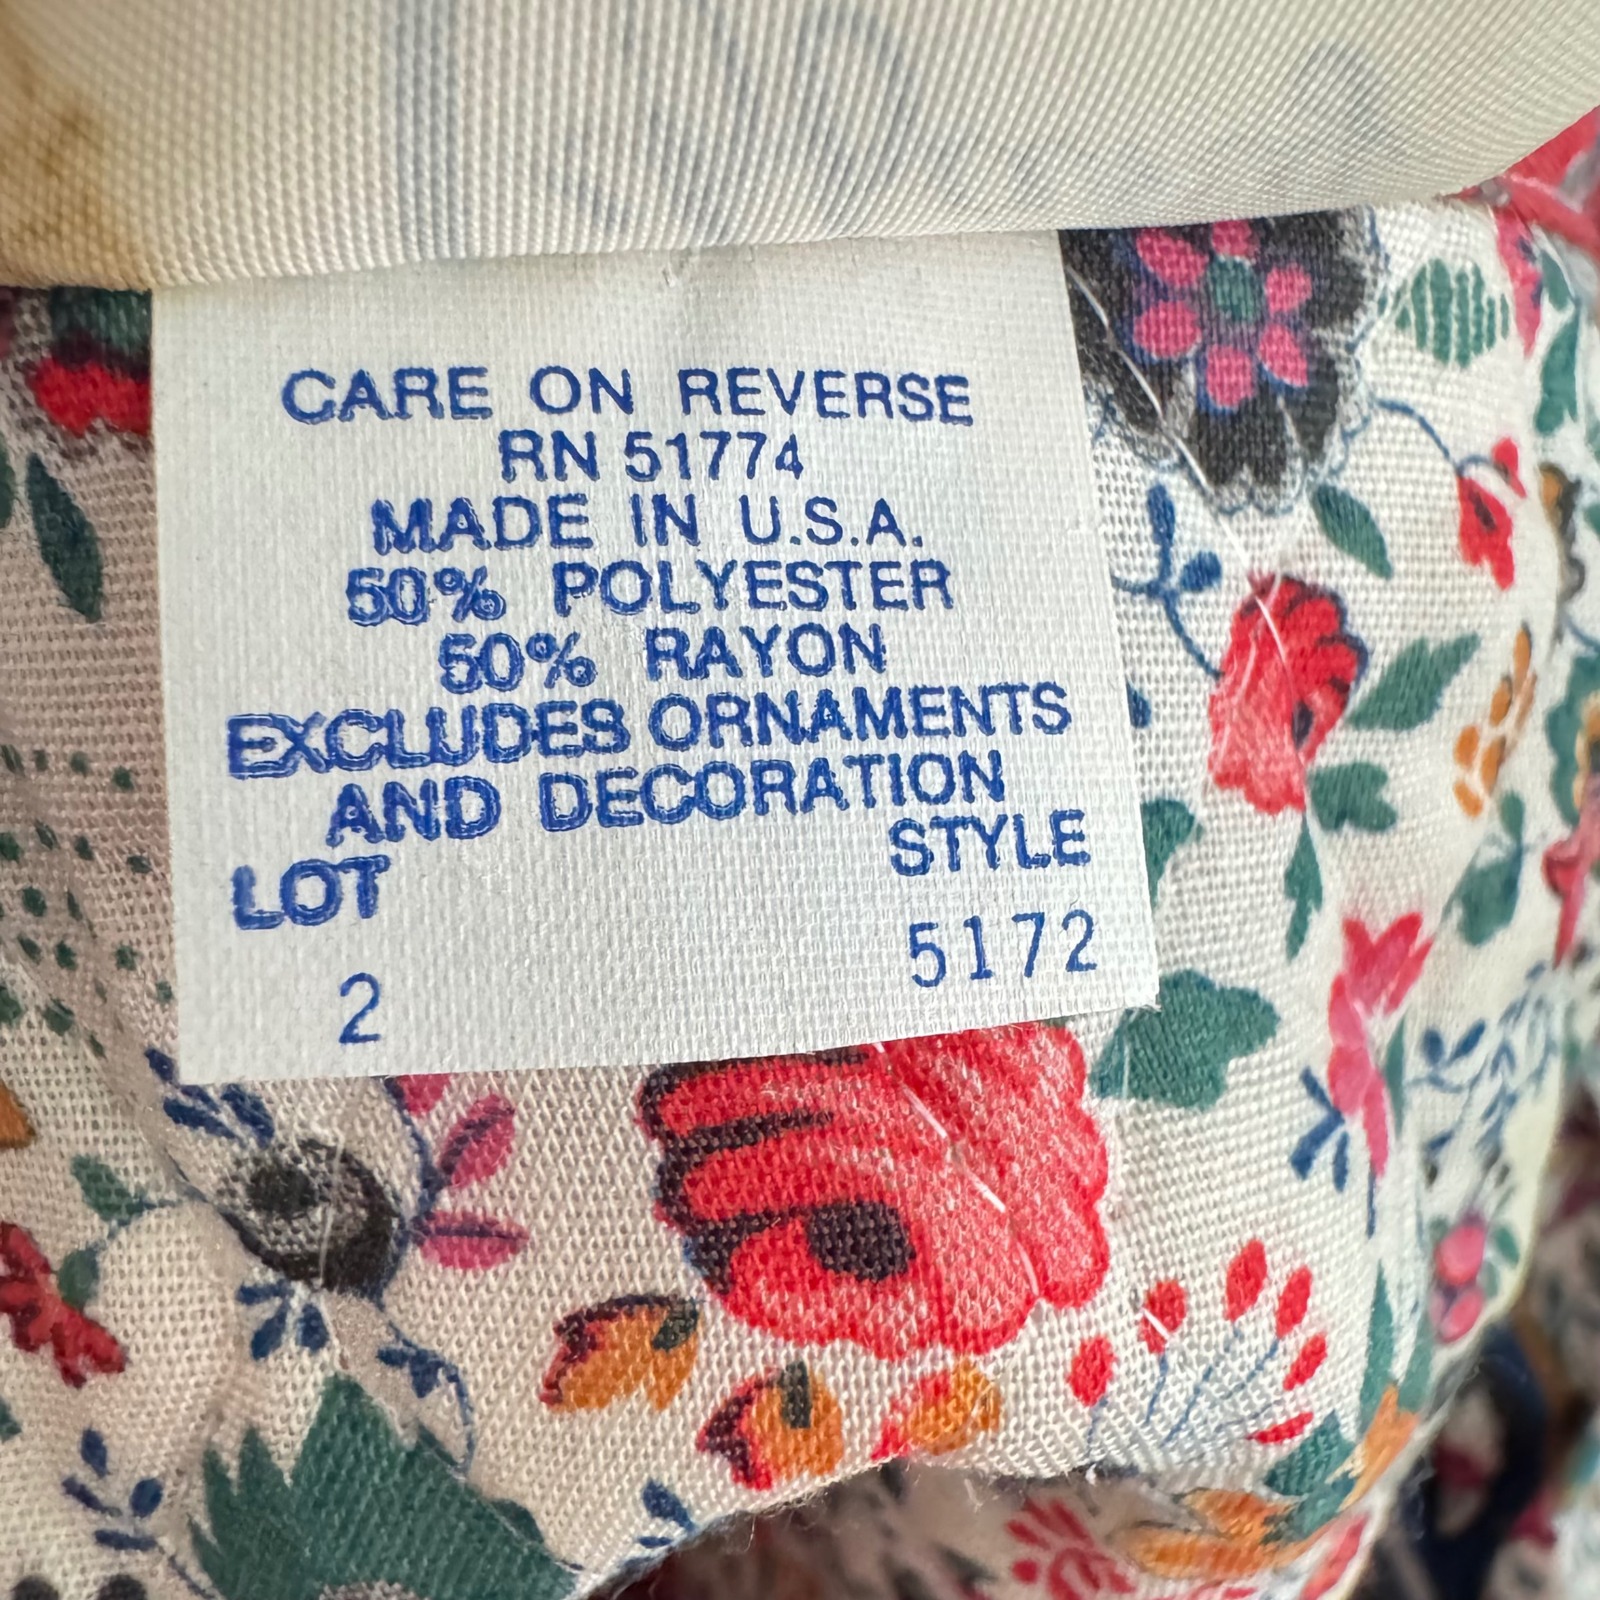 CARE ON REVERSE
RN 51774
MADE IN U.S.A.
50% POLYESTER
50% RAYON
EXCLUDES ORNAMENTS
AND DECORATION
LOT STYLE
2 5172